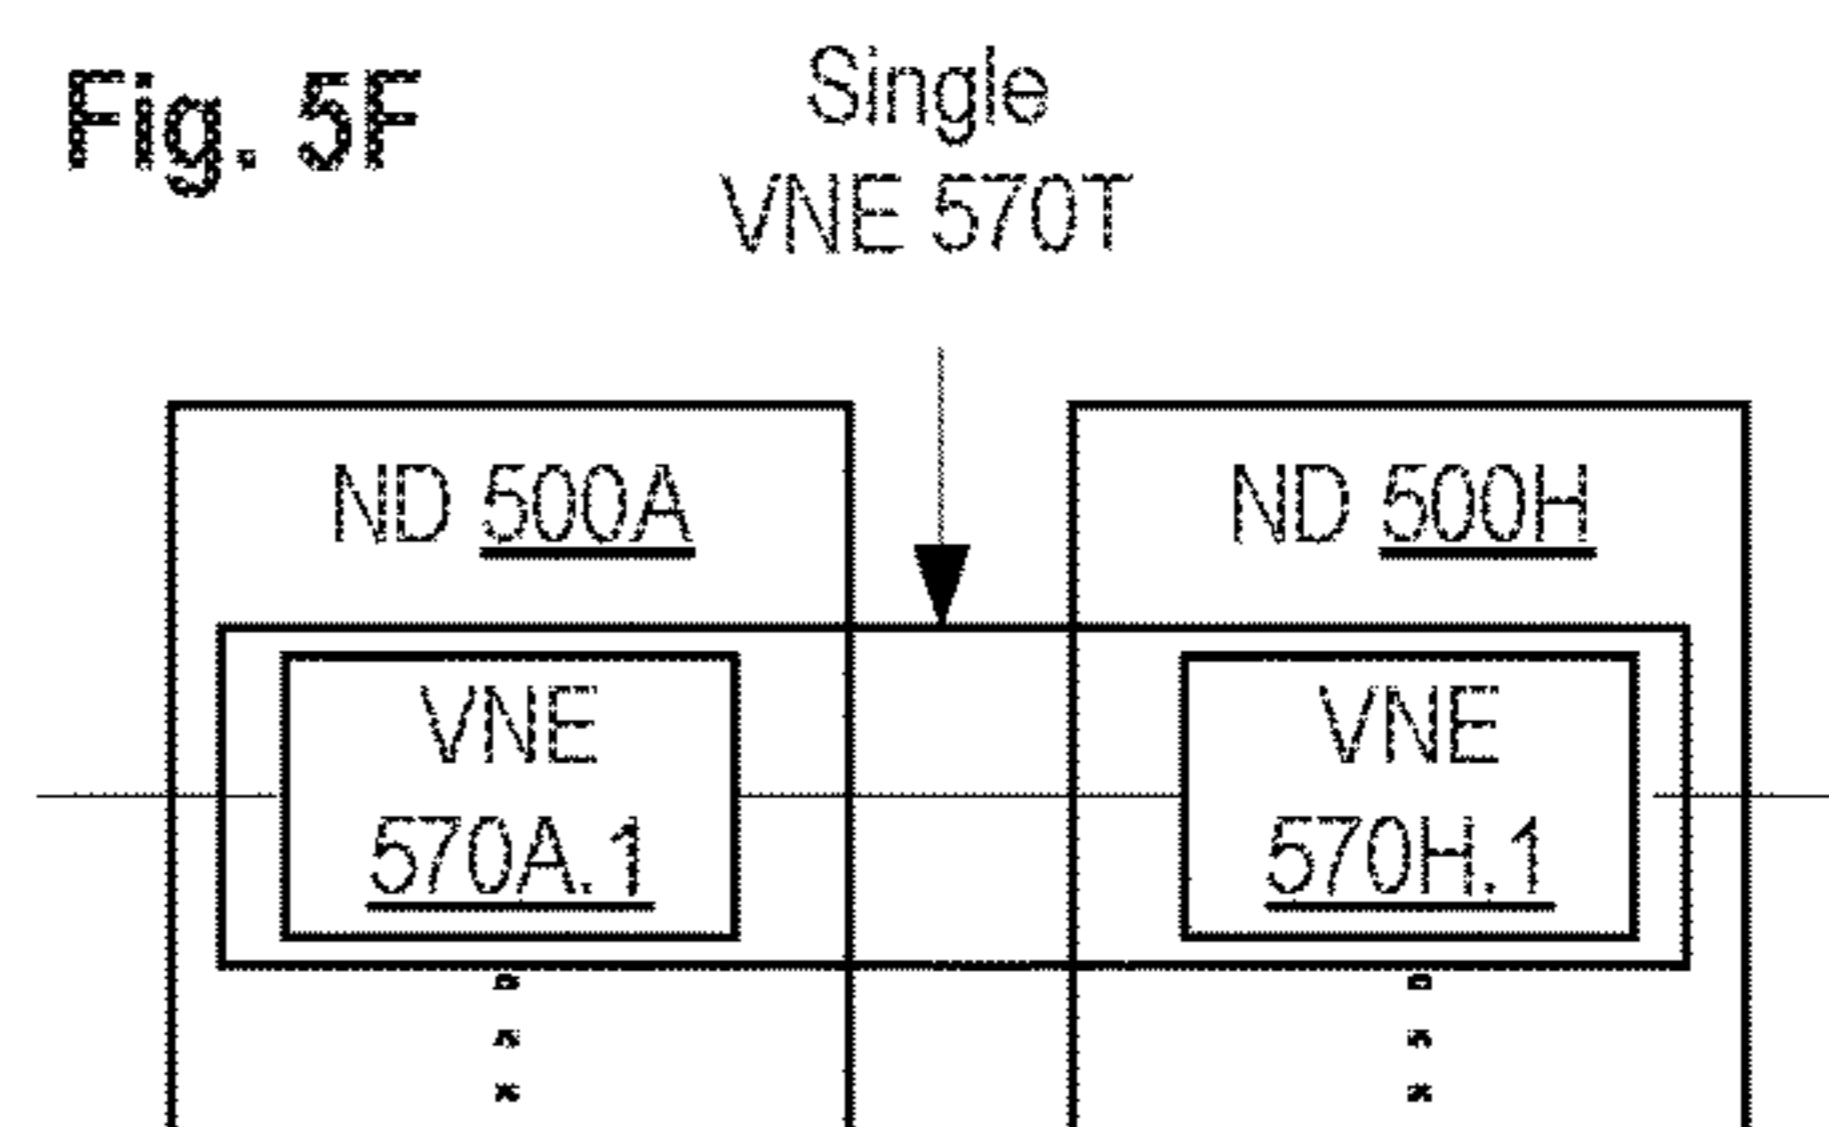 Fig. 5F
Single
VNE 570T
ND 500A
ND 500H
VNE
570A.1
VNE
570H.1